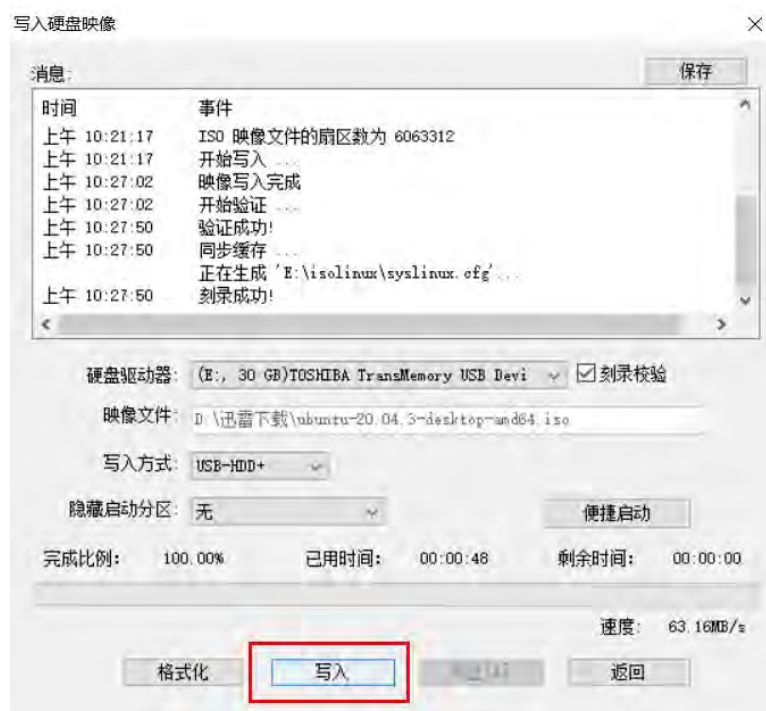 写入硬盘映像
消息:
保存
时间 事件
上午 10:21:17 ISO 映像文件的扇区数为 6063312
上午 10:21:17 开始写入 ...
上午 10:27:02 映像写入完成
上午 10:27:02 开始验证 ...
上午 10:27:50 验证成功!
上午 10:27:50 同步缓存 ...
正在生成 'E:\isolinux\syslinux.cfg'...
上午 10:27:50 刻录成功!
硬盘驱动器: (E:, 30 GB)TOSHIBA TransMemory USB Devi 刻录校验
映像文件: D:\迅雷下载\ubuntu-20.04.3-desktop-amd64.iso
写入方式: USB-HDD+
隐藏启动分区: 无 便捷启动
完成比例: 100.00% 已用时间: 00:00:48 剩余时间: 00:00:00
速度: 63.16MB/s
格式化 写入 返回